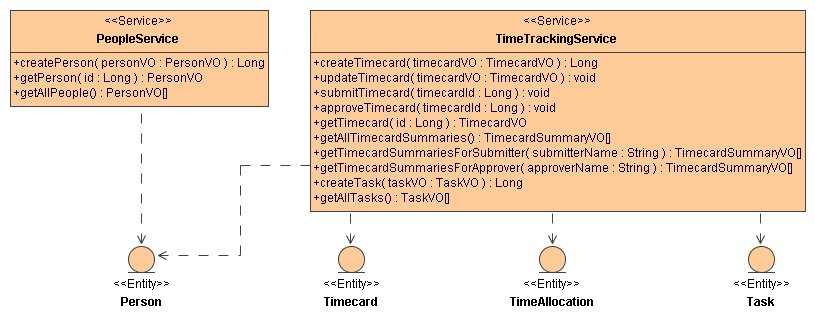 <<Service>>
PeopleService
+createPerson( personVO : PersonVO ) : Long
+getPerson( id : Long ) : PersonVO
+getAllPeople() : PersonVO[]
<<Service>>
TimeTrackingService
+createTimecard( timecardVO : TimecardVO ) : Long
+updateTimecard( timecardVO : TimecardVO ) : void
+submitTimecard( timecardId : Long ) : void
+approveTimecard( timecardId : Long ) : void
+getTimecard( id : Long ) : TimecardVO
+getAllTimecardSummaries() : TimecardSummaryVO[]
+getTimecardSummariesForSubmitter( submitterName : String ) : TimecardSummaryVO[]
+getTimecardSummariesForApprover( approverName : String ) : TimecardSummaryVO[]
+createTask( taskVO : TaskVO ) : Long
+getAllTasks() : TaskVO[]
<<Entity>>
Person
<<Entity>>
Timecard
<<Entity>>
TimeAllocation
<<Entity>>
Task